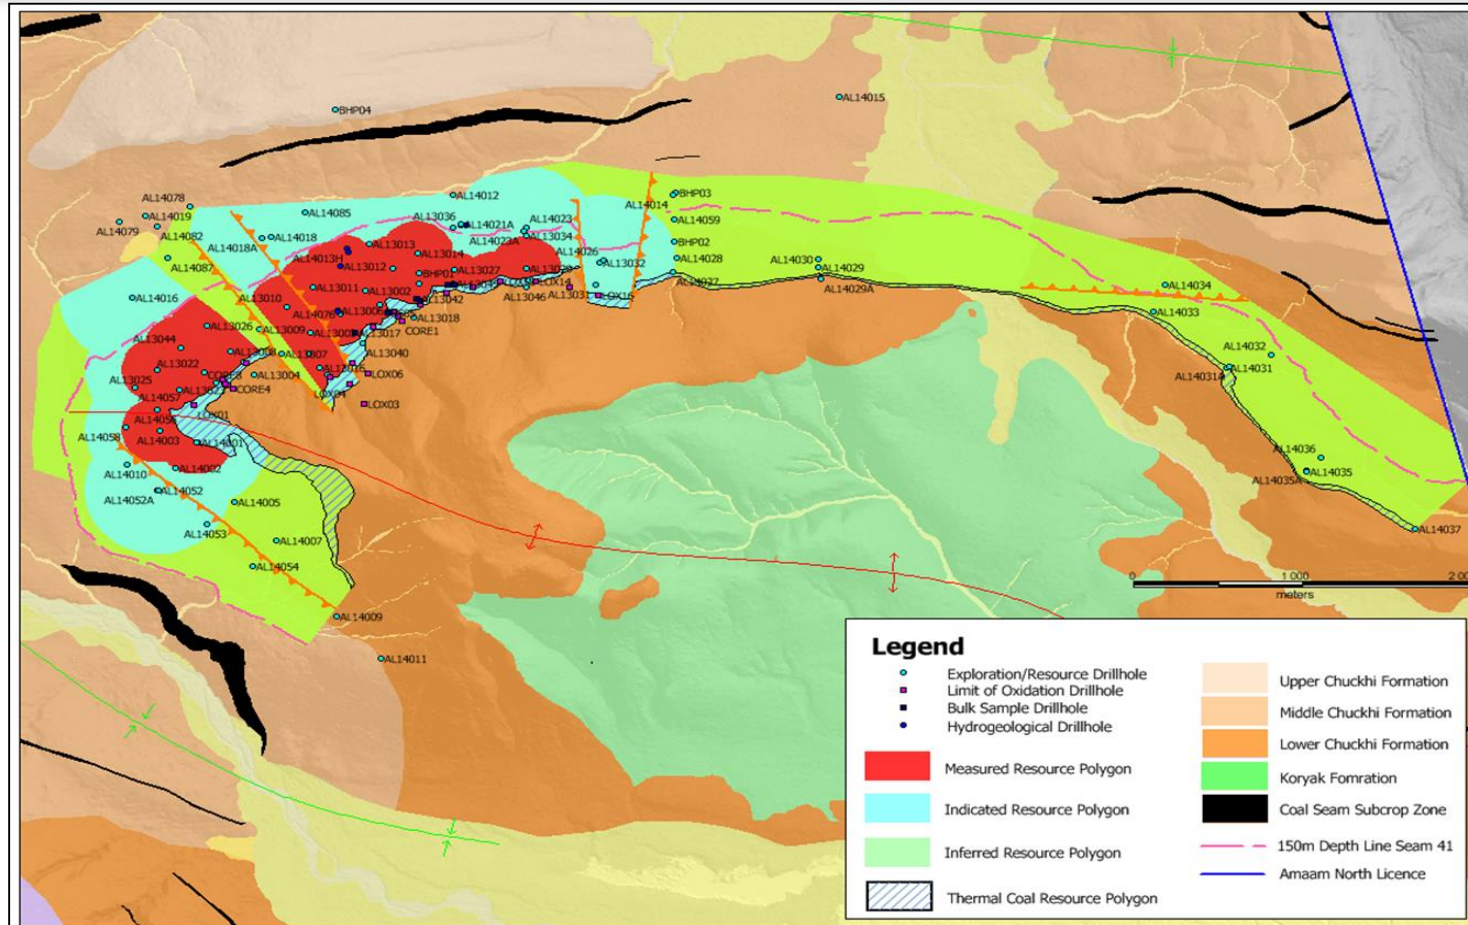 AL14015
BHP04
AL14078
AL14019
AL14079
AL14082
AL14085
AL14012
AL13036
AL14021A
AL14023
AL14023A
AL13034
AL14014
BHP03
AL14059
BHP02
AL14028
AL14027
AL14018A
AL14018
AL13013
AL14013H
AL13012
AL13014
AL14026
AL13032
AL14087
BHP01
AL13027
AL14030
AL14029
AL14029A
AL14034
AL14016
AL13011
AL13002
AL13042
LOX14
AL13046
AL13031
LOX16
AL13010
AL14076
AL13006
AL13018
AL14033
AL13026
AL13009
AL13017
CORE1
AL13044
AL13008
AL13007
AL13040
AL14032
AL13022
AL13004
AL13016
LOX06
AL14031A
AL14031
AL13025
CORE4
LOX04
LOX03
AL14057
LOX01
AL14058
AL14003
AL14001
AL14010
AL14002
AL14036
AL14035
AL14035A
AL14052
AL14052A
AL14005
AL14053
AL14007
AL14037
AL14054
AL14009
AL14011
0 1 000 2 00
meters
Legend
Exploration/Resource Drillhole
Limit of Oxidation Drillhole
Bulk Sample Drillhole
Hydrogeological Drillhole
Measured Resource Polygon
Indicated Resource Polygon
Inferred Resource Polygon
Thermal Coal Resource Polygon
Upper Chuckhi Formation
Middle Chuckhi Formation
Lower Chuckhi Formation
Koryak Fomration
Coal Seam Subcrop Zone
150m Depth Line Seam 41
Amaam North Licence